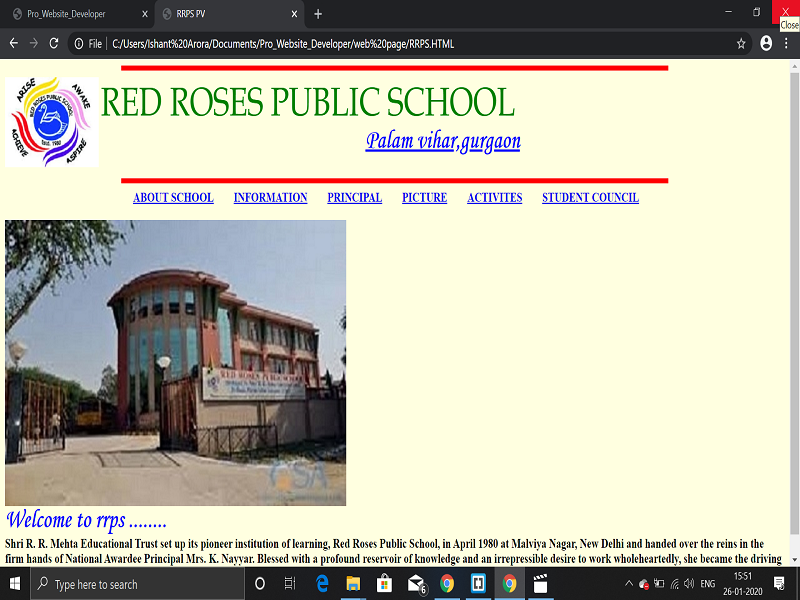 Pro_Website_Developer
RRPS PV
Close
File
C:/Users/Ishant%20Arora/Documents/Pro_Website_Developer/web%20page/RRPS.HTML
ARISE
AWAKE
RED ROSES PUBLIC SCHOOL
Estd. 1980
ACHIEVE
ASPIRE
RED ROSES PUBLIC SCHOOL
Palam vihar,gurgaon
ABOUT SCHOOL INFORMATION PRINCIPAL PICTURE ACTIVITES STUDENT COUNCIL
RED ROSES PUBLIC SCHOOL
Welcome to rrps ........
Shri R. R. Mehta Educational Trust set up its pioneer institution of learning, Red Roses Public School, in April 1980 at Malviya Nagar, New Delhi and handed over the reins in the
firm hands of National Awardee Principal Mrs. K. Nayyar. Blessed with a profound reservoir of knowledge and an irrepressible desire to work wholeheartedly, she became the driving
Type here to search
6
ENG
15:51
26-01-2020